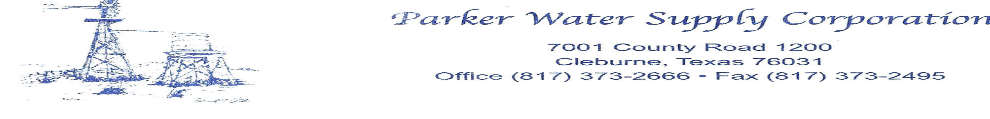 Parker Water Supply Corporation
7001 County Road 1200
Cleburne, Texas 76031
Office (817) 373-2666 • Fax (817) 373-2495